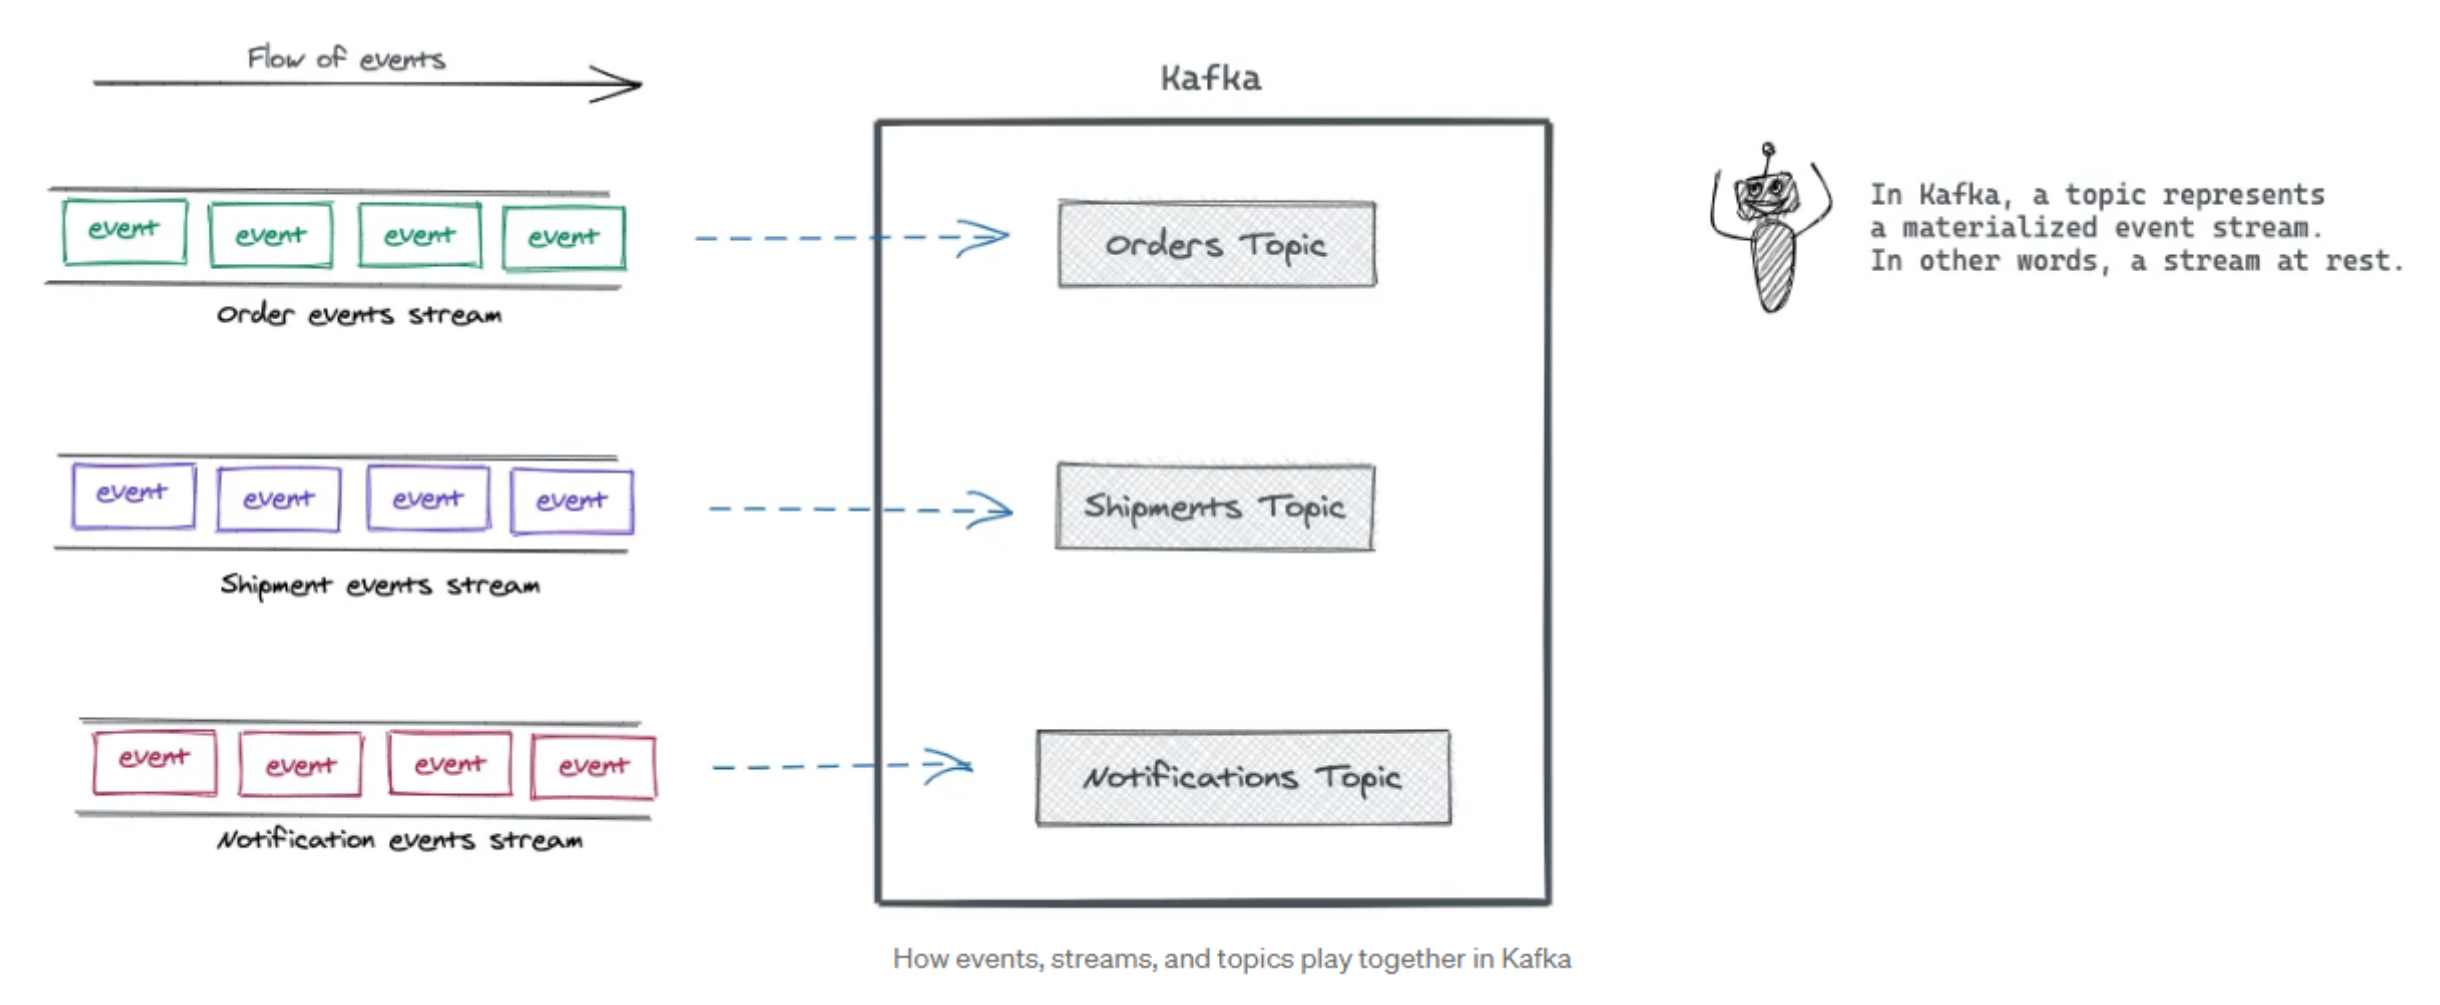 Flow of events
Kafka
event event event event
Orders Topic
In Kafka, a topic represents
a materialized event stream.
In other words, a stream at rest.
Order events stream
event event event event
Shipments Topic
Shipment events stream
event event event event
Notifications Topic
Notification events stream
How events, streams, and topics play together in Kafka